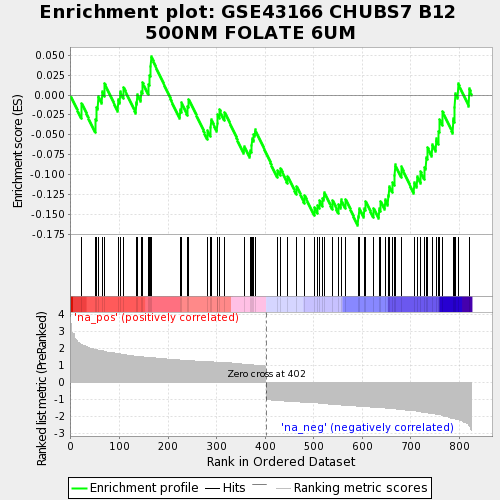 Enrichment plot: GSE43166 CHUBS7 B12
500NM FOLATE 6UM
Enrichment score (ES)
0.050
0.025
0.000
-0.025
-0.050
-0.075
-0.100
-0.125
-0.150
-0.175
'na_pos' (positively correlated)
Ranked list metric (PreRanked)
4
3
2
1
0
-1
-2
-3
Zero cross at 402
'na_neg' (negatively correlated)
0 100 200 300 400 500 600 700 800
Rank in Ordered Dataset
Enrichment profile Hits Ranking metric scores